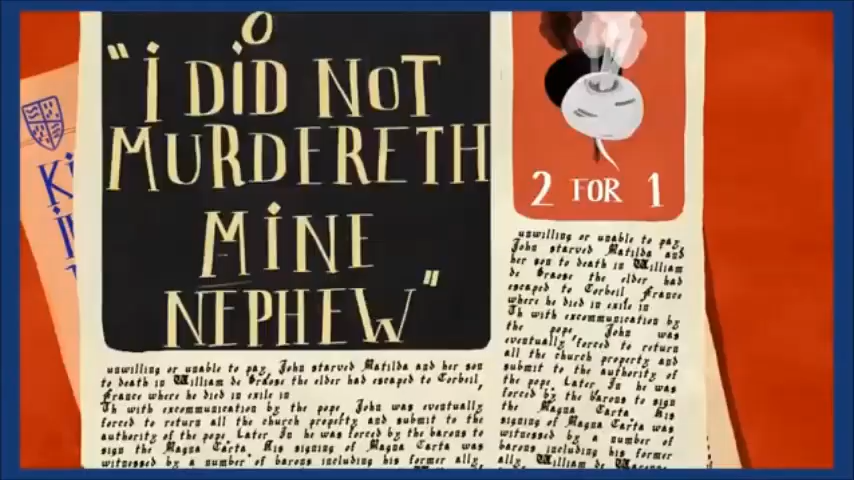 KI
"I DID NOT
MURDERETH
MINE
NEPHEW"
unwilling or unable to pay, John starved Matilda and her son
to death in William de Braose the elder had escaped to Corbeil,
France where he died in exile in
Th with excommunication by the pope John was eventually
forced to return all the church property and submit to the
authority of the pope Later In he was forced by the barons to
sign the Magna Carta. His signing of Magna Carta was
witnessed by a number of barons including his former ally
2 FOR 1
unwilling or unable to pay,
John starved Matilda and
her son to death in William
de Braose the elder had
escaped to Corbeil, France
where he died in exile in
Th with excommunication by
the pope John was
eventually forced to return
all the church property and
submit to the authority of
the pope Later In he was
forced by the barons to sign
the Magna Carta. His
signing of Magna Carta was
witnessed by a number of
barons including his former
ally William de Warenne